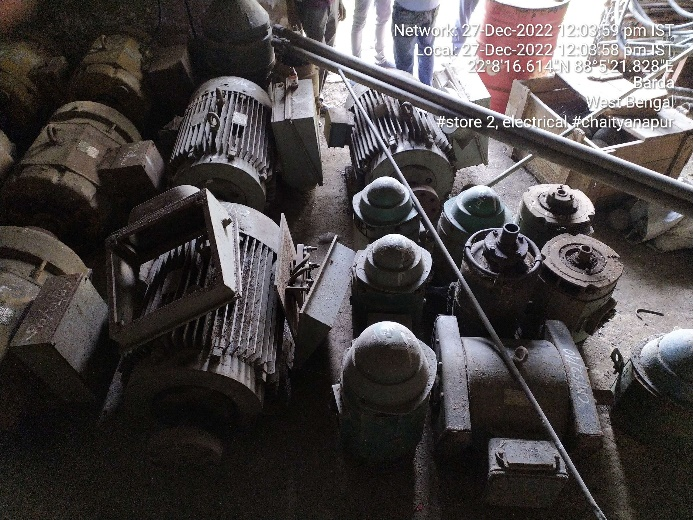 Network: 27-Dec-2022 12:03:59 pm IST
Local: 27-Dec-2022 12:03:58 pm IST
22°8'16.614"N 88°5'21.828"E
Barda
West Bengal
#store 2, electrical,#chaityanapur